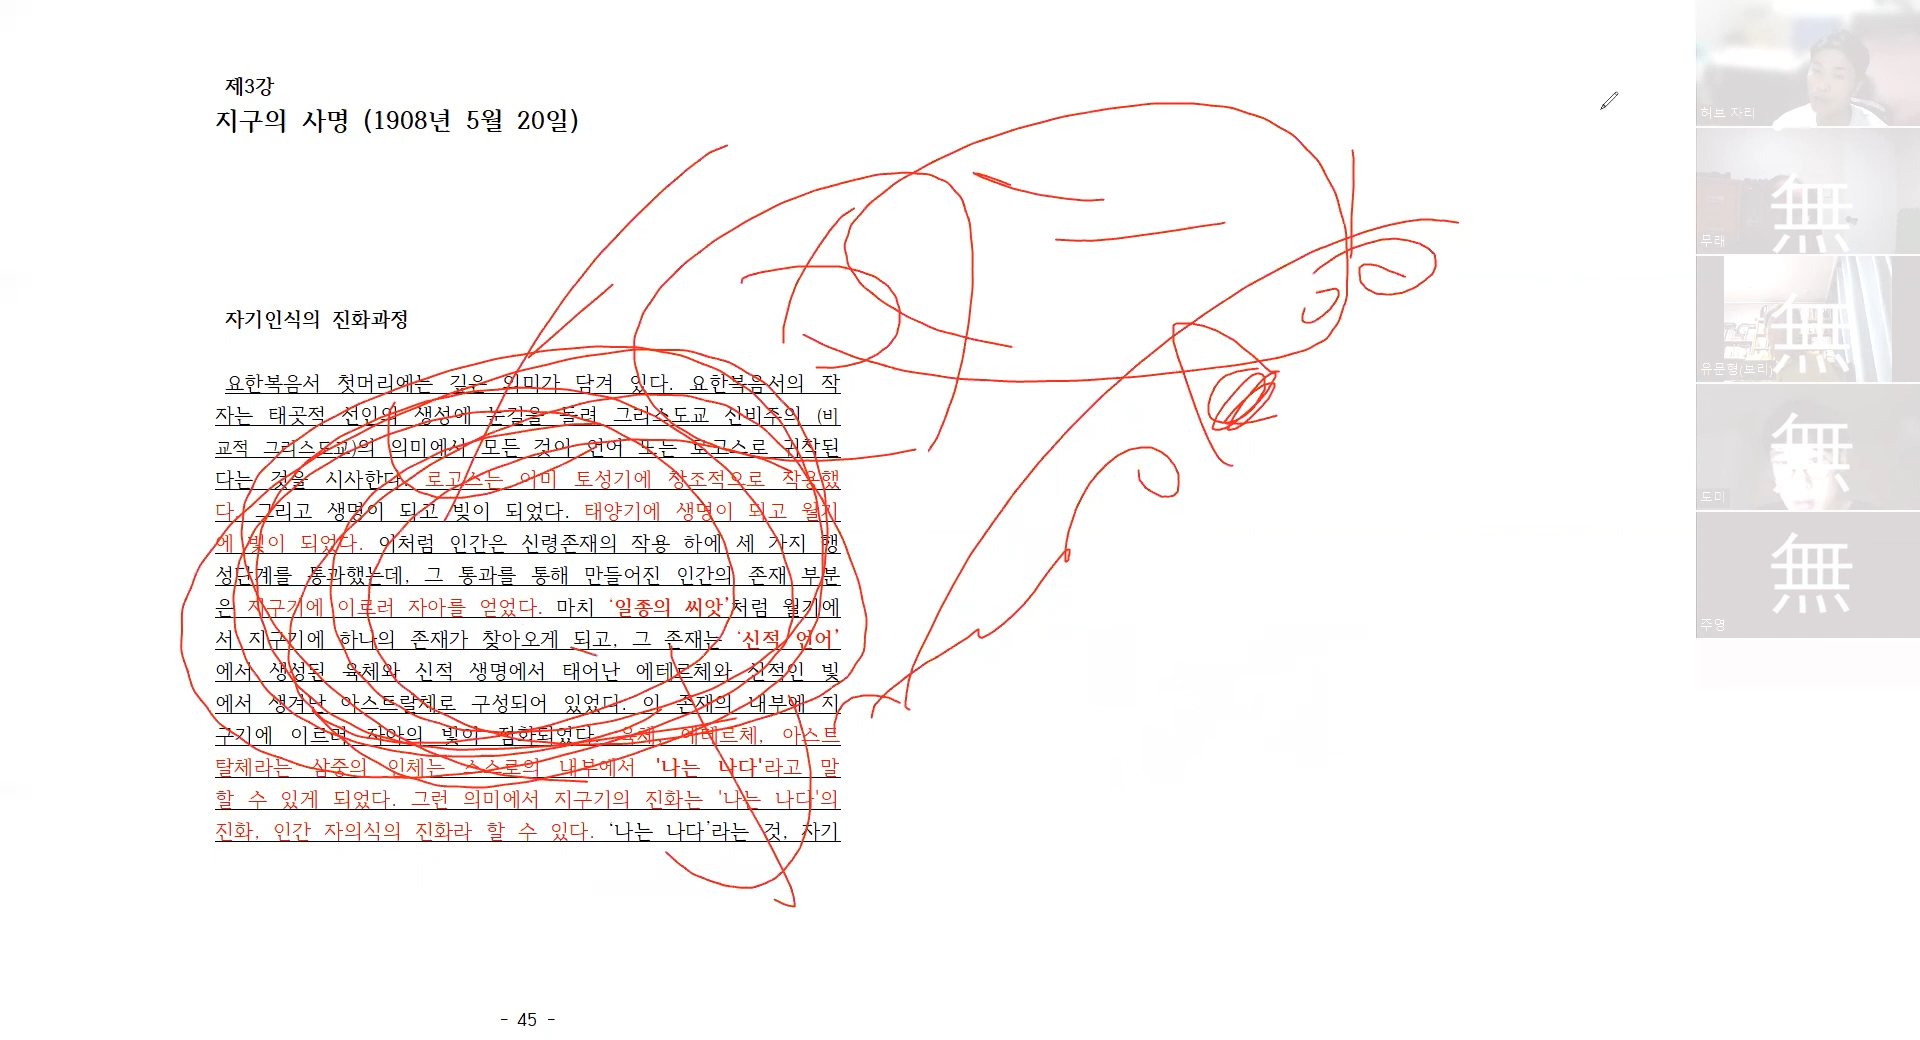 제3강
지구의 사명 (1908년 5월 20일)
자기인식의 진화과정
요한복음서 첫머리에는 깊은 의미가 담겨 있다. 요한복음서의 작
자는 태곳적 선인의 생성에 눈길을 돌려 그리스도교 신비주의 (비
교적 그리스도교)의 의미에서 모든 것이 언어 또는 로고스로 귀착된
다는 것을 시사한다. 로고스는 이미 토성기에 창조적으로 작용했
다. 그리고 생명이 되고 빛이 되었다. 태양기에 생명이 되고 월기
에 빛이 되었다. 이처럼 인간은 신령존재의 작용 하에 세 가지 행
성단계를 통과했는데, 그 통과를 통해 만들어진 인간의 존재 부분
은 지구기에 이르러 자아를 얻었다. 마치 ‘일종의 씨앗’처럼 월기에
서 지구기에 하나의 존재가 찾아오게 되고, 그 존재는 ‘신적 언어’
에서 생성된 육체와 신적 생명에서 태어난 에테르체와 신적인 빛
에서 생겨난 아스트랄체로 구성되어 있었다. 이 존재의 내부에 지
구기에 이르러 자아의 빛이 점화되었다. 육체, 에테르체, 아스트
랄체라는 삼중의 인체는 스스로의 내부에서 '나는 나다'라고 말
할 수 있게 되었다. 그런 의미에서 지구기의 진화는 '나는 나다'의
진화, 인간 자의식의 진화라 할 수 있다. ‘나는 나다’라는 것, 자기
- 45 -
허브 자리
無
무래
無
유문형(보리)
無
도미
無
주영